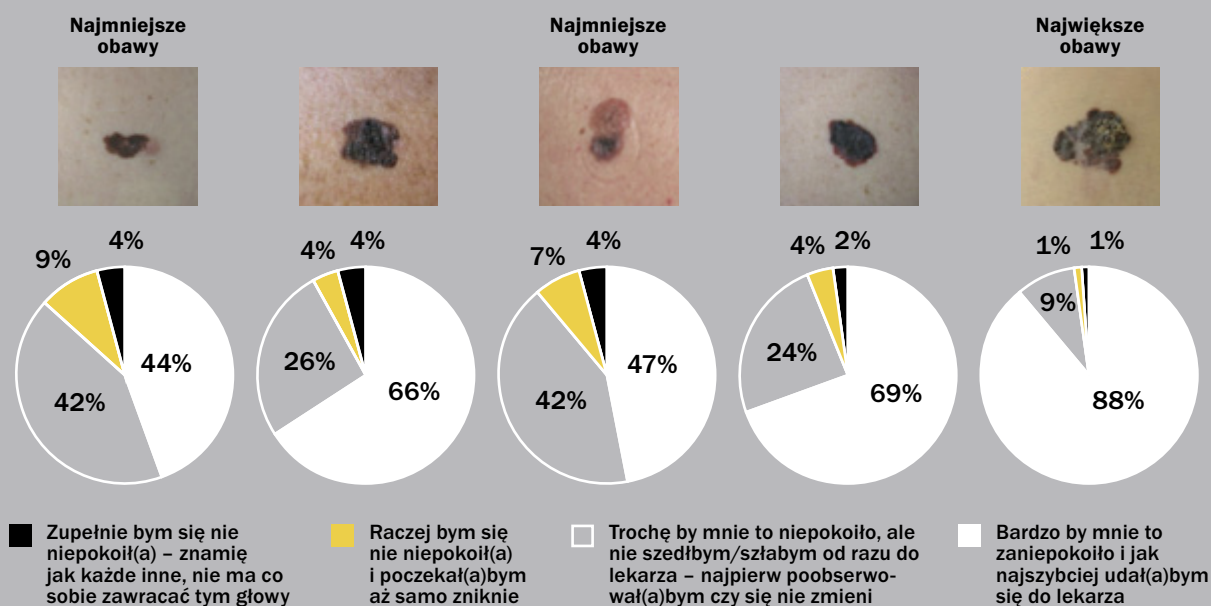 Najmniejsze
obawy
Najmniejsze
obawy
Największe
obawy
9%
4%
44%
42%
4%
4%
26%
66%
7%
4%
47%
42%
4%
2%
24%
69%
1%
1%
9%
88%
Zupełnie bym się nie
niepokoił(a) – znamię
jak każde inne, nie ma co
sobie zawracać tym głowy
Raczej bym się
nie niepokoił(a)
i poczekał(a)bym
aż samo zniknie
Trochę by mnie to niepokoiło, ale
nie szedłbym/szłabym od razu do
lekarza – najpierw poobserwo-
wał(a)bym czy się nie zmieni
Bardzo by mnie to
zaniepokoiło i jak
najszybciej udał(a)bym
się do lekarza